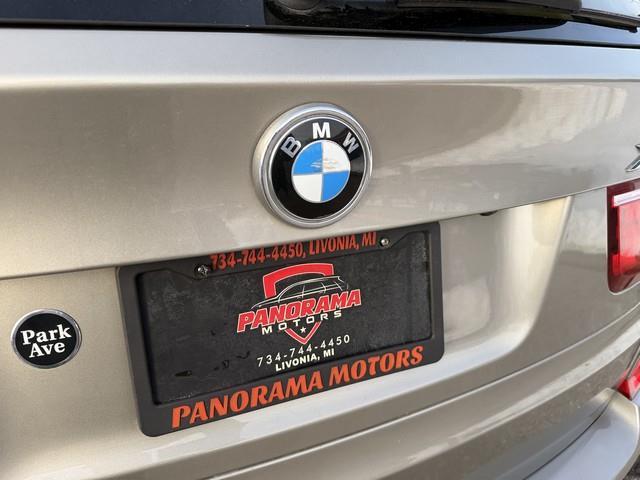 BMW
734-744-4450, LIVONIA, MI
PANORAMA
MOTORS
734-744-4450
LIVONIA, MI
PANORAMA MOTORS
Park
Ave